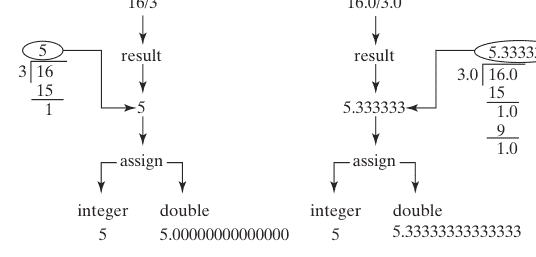 16/3
5
3 16
15
1
result
5
assign
integer double
5 5.00000000000000
16.0/3.0
3.0 16.0
15
1.0
9
1.0
result
5.333333
assign
integer double
5 5.33333333333333